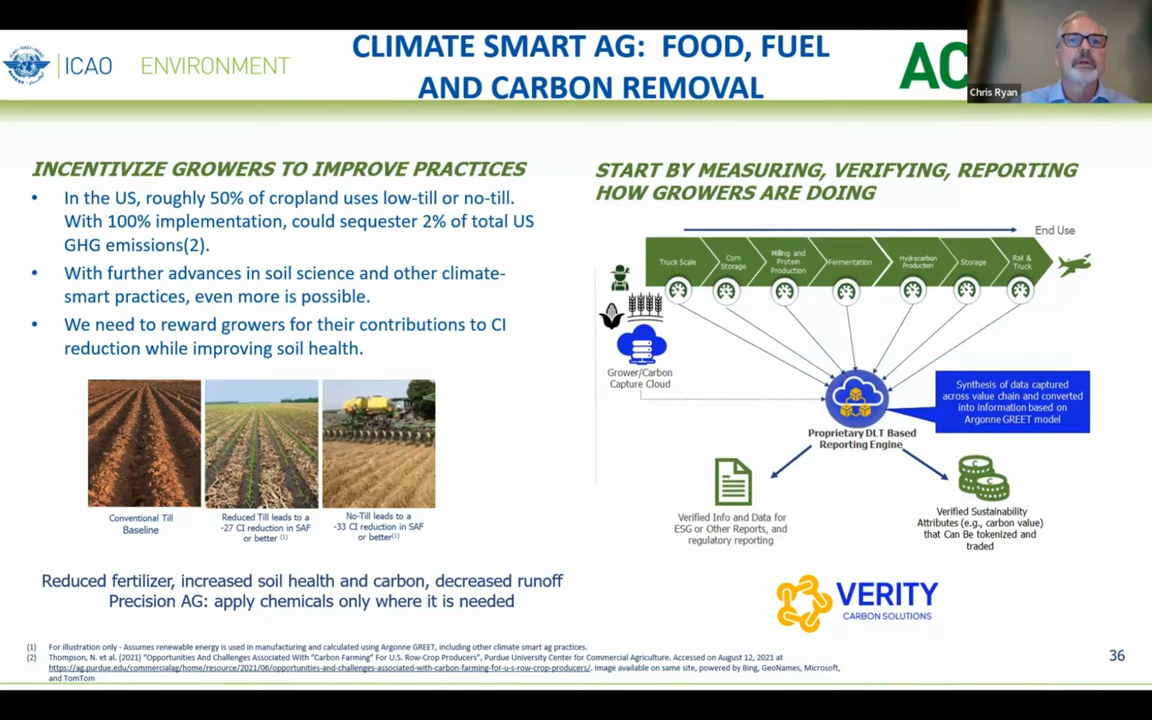 ICAO
ENVIRONMENT
CLIMATE SMART AG: FOOD, FUEL
AND CARBON REMOVAL
AC
Chris Ryan
INCENTIVIZE GROWERS TO IMPROVE PRACTICES
• In the US, roughly 50% of cropland uses low-till or no-till.
With 100% implementation, could sequester 2% of total US
GHG emissions(2).
• With further advances in soil science and other climate-
smart practices, even more is possible.
• We need to reward growers for their contributions to CI
reduction while improving soil health.
Conventional Till
Baseline
Reduced Till leads to a
-27 CI reduction in SAF
or better (1)
No-Till leads to a
-33 CI reduction in SAF
or better(1)
Reduced fertilizer, increased soil health and carbon, decreased runoff
Precision AG: apply chemicals only where it is needed
START BY MEASURING, VERIFYING, REPORTING
HOW GROWERS ARE DOING
End Use
Truck Scale
Corn
Storage
Milling and
Protein
Production
Fermentation
Hydrocarbon
Production
Storage
Rail &
Truck
Grower/Carbon
Capture Cloud
Synthesis of data captured
across value chain and converted
into information based on
Argonne GREET model
Proprietary DLT Based
Reporting Engine
Verified Info and Data for
ESG or Other Reports, and
regulatory reporting
Verified Sustainability
Attributes (e.g., carbon value)
that Can Be tokenized and
traded
VERITY
CARBON SOLUTIONS
(1) For illustration only - Assumes renewable energy is used in manufacturing and calculated using Argonne GREET, including other climate smart ag practices.
(2) Thompson, N. et al. (2021) "Opportunities And Challenges Associated With "Carbon Farming" For U.S. Row-Crop Producers", Purdue University Center for Commercial Agriculture. Accessed on August 12, 2021 at
https://ag.purdue.edu/commercialag/home/resource/2021/06/opportunities-and-challenges-associated-with-carbon-farming-for-u-s-row-crop-producers/. Image available on same site, powered by Bing, GeoNames, Microsoft,
and TomTom
36